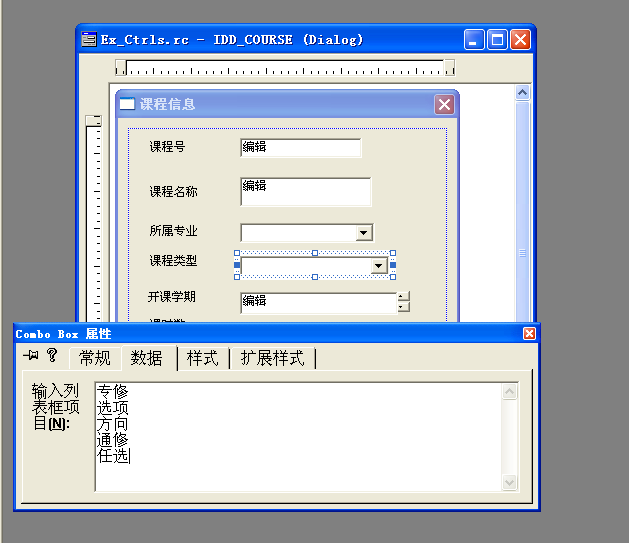 Ex_Ctrls.rc - IDD_COURSE (Dialog)
课程信息
课程号
编辑
课程名称
编辑
所属专业
课程类型
开课学期
编辑
Combo Box 属性
常规
数据
样式
扩展样式
输入列
表框项
目(N):
专修
选项
方向
通修
任选